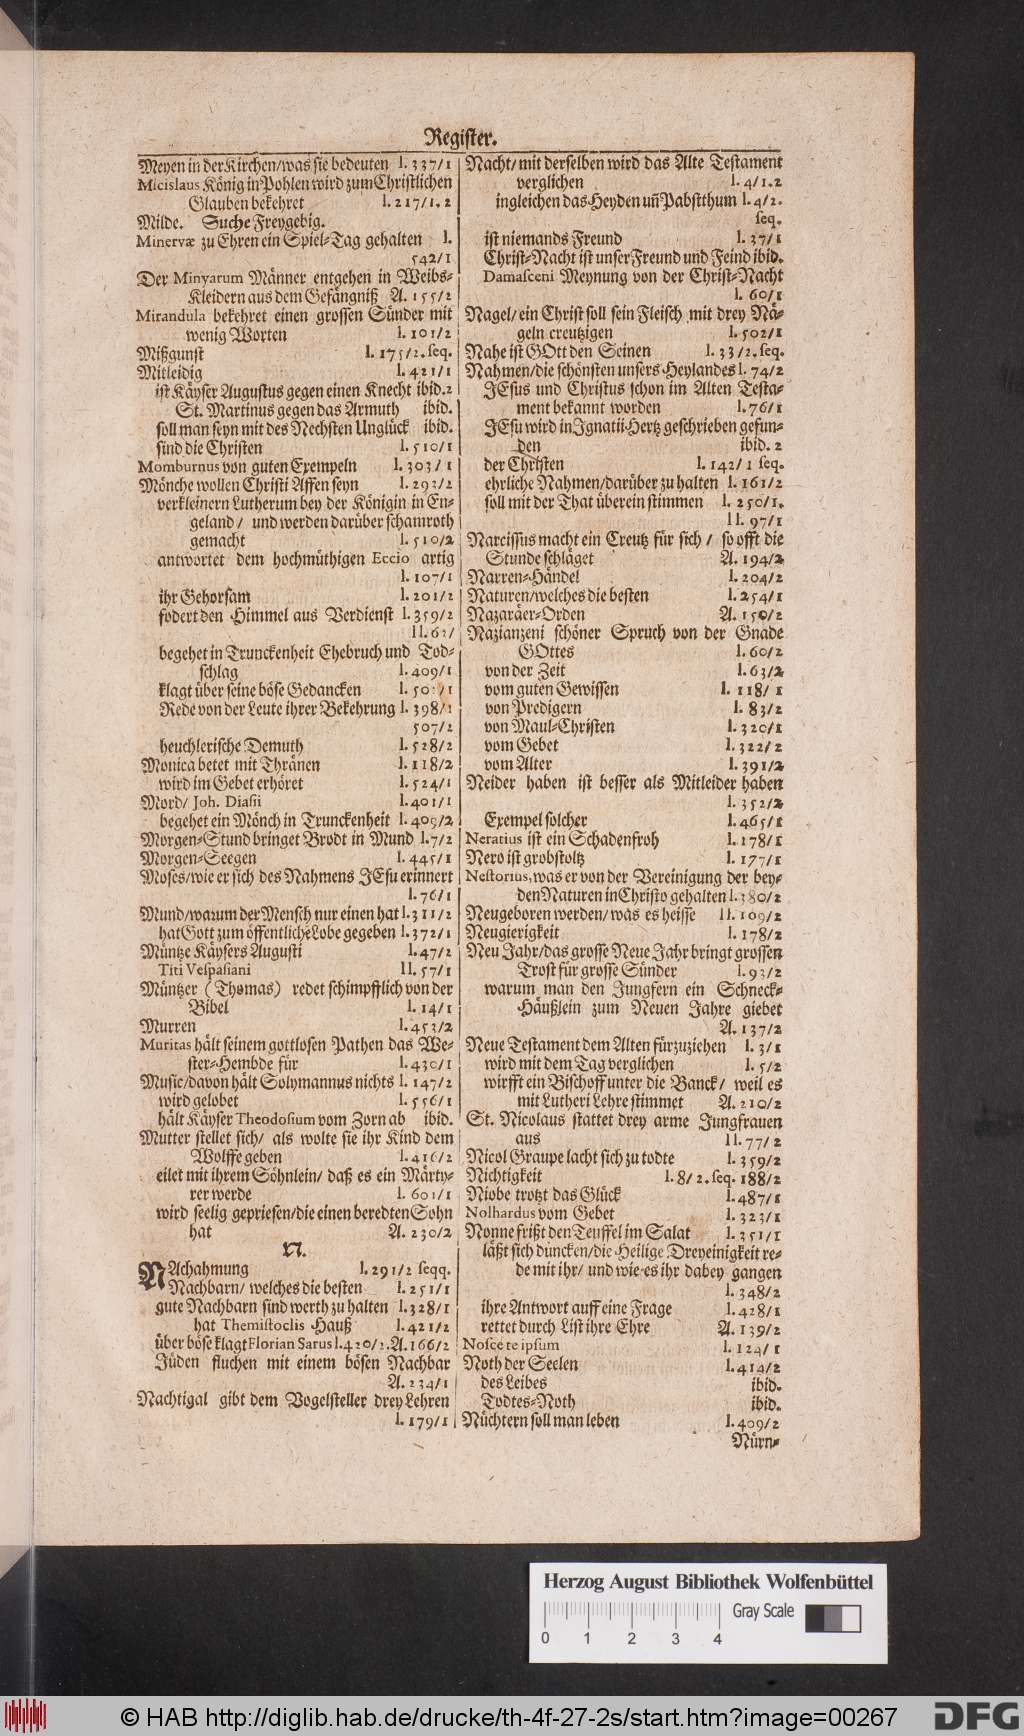 Register.
Meyen in der Kirchen/was sie bedeuten l. 337/1
Micislaus König in Pohlen wird zum Christlichen
Glauben bekehret l. 217/1. 2
Milde. Suche Freygebig.
Minervæ zu Ehren ein Spiel-Tag gehalten l.
542/1
Der Minyarum Männer entgehen in Weibs-
Kleidern aus dem Gefängniß A. 155/2
Mirandula bekehret einen grossen Sünder mit
wenig Worten l. 101/2
Mißgunst l. 175/2. seq.
Mitleidig l. 421/1
ist Käyser Augustus gegen einen Knecht ibid. 2
St. Martinus gegen das Armuth ibid.
soll man seyn mit des Nechsten Unglück ibid.
sind die Christen l. 510/1
Momburnus von guten Exempeln l. 303/1
Mönche wollen Christi Affen seyn l. 293/2
verkleinern Lutherum bey der Königin in En-
geland/ und werden darüber schamroth
gemacht l. 510/2
antwortet dem hochmüthigen Eccio artig
l. 107/1
ihr Gehorsam l. 201/2
fodert den Himmel aus Verdienst l. 359/2
ll. 62/
begehet in Trunckenheit Ehebruch und Tod-
schlag l. 409/1
klagt über seine böse Gedancken
Rede von der Leute ihrer Bekehrung l. 398/1
507/2
heuchlerische Demuth l. 528/2
Monica betet mit Thränen l. 118/2
wird im Gebet erhöret l. 524/1
Mord/ Joh. Diasii l. 401/1
begehet ein Mönch in Trunckenheit l. 409/2
Morgen-Stund bringet Brodt in Mund l. 7/2
Morgen-Seegen l. 445/1
Moses/wie er sich des Nahmens JEsu erinnert
l. 76/1
Mund/warum der Mensch nur einen hat l. 311/2
hat Gott zum öffentlichē Lobe gegeben l. 372/1
Müntze Käysers Augusti l. 47/2
Titi Vespasiani ll. 57/1
Müntzer (Thomas) redet schimpfflich von der
Bibel l. 14/1
Murren l. 453/2
Muritas hält seinem gottlosen Pathen das We-
ster-Hembde für l. 430/1
Music/davon hält Solymannus nichts l. 147/2
wird gelobet l. 556/1
hält Käyser Theodosium vom Zorn ab ibid.
Mutter stellet sich/ als wolte sie ihr Kind dem
Wolffe geben l. 416/2
eilet mit ihrem Söhnlein/ daß es ein Märty-
rer werde l. 601/1
wird seelig gepriesen/die einen beredten Sohn
hat A. 230/2
N.
NAchahmung l. 291/2 seqq.
Nachbarn/ welches die besten l. 251/1
gute Nachbarn sind werth zu halten l. 328/1
hat Themistoclis Hauß l. 421/2
über böse klagt Florian Sarus l. 420/2. A. 166/2
Jüden fluchen mit einem bösen Nachbar
A. 234/1
Nachtigal gibt dem Vogelsteller drey Lehren
l. 179/1
Nacht/ mit derselben wird das Alte Testament
verglichen l. 4/1. 2
ingleichen das Heyden uñ Pabstthum l. 4/2.
seq.
ist niemands Freund l. 37/1
Christ-Nacht ist unser Freund und Feind ibid.
Damasceni Meynung von der Christ-Nacht
l. 60/1
Nagel/ ein Christ soll sein Fleisch mit drey Nä-
geln creutzigen l. 502/1
Nahe ist GOtt den Seinen l. 33/2. seq.
Nahmen/die schönsten unsers Heylandes l. 74/2
JEsus und Christus schon im Alten Testa-
ment bekannt worden l. 76/1
JEsu wird in Jgnatii Hertz geschrieben gefun-
den ibid. 2
der Christen l. 142/1 seq.
ehrliche Nahmen/darüber zu halten l. 161/2
soll mit der That überein stimmen l. 250/1.
ll. 97/1
Narcissus macht ein Creutz für sich/ so offt die
Stunde schläget A. 194/2
Narren-Händel l. 204/2
Naturen/welches die besten l. 254/1
Nazaräer-Orden A. 150/2
Nazianzeni schöner Spruch von der Gnade
GOttes l. 60/2
von der Zeit l. 63/2
vom guten Gewissen l. 118/1
von Predigern l. 83/2
von Maul-Christen l. 320/1
vom Gebet l. 322/2
vom Alter l. 391/2
Neider haben ist besser als Mitleider haben
l. 352/2
Exempel solcher l. 465/1
Neratius ist ein Schadenfroh l. 178/1
Nero ist grobstoltz l. 177/1
Nestorius, was er von der Vereinigung der bey-
den Naturen in Christo gehalten l. 380/2
Neugeboren werden/ was es heisse ll. 109/2
Neugierigkeit l. 178/2
Neu Jahr/das grosse Neue Jahr bringt grossen
Trost für grosse Sünder l. 93/2
warum man den Jungfern ein Schneck-
Häußlein zum Neuen Jahre giebet
A. 137/2
Neue Testament dem Alten fürzuziehen l. 3/1
wird mit dem Tag verglichen l. 5/2
wirfft ein Bischoff unter die Banck/ weil es
mit Lutheri Lehre stimmet A. 210/2
St. Nicolaus stattet drey arme Jungfrauen
aus ll. 77/2
Nicol Graupe lacht sich zu todte l. 359/2
Nichtigkeit l. 8/2. seq. 188/2
Niobe trotzt das Glück l. 487/1
Nolhardus vom Gebet l. 323/1
Nonne frißt den Teuffel im Salat l. 351/1
läßt sich düncken/die Heilige Dreyeinigkeit re-
de mit ihr/ und wie es ihr dabey gangen
l. 348/2
ihre Antwort auff eine Frage l. 428/1
rettet durch List ihre Ehre A. 139/2
Nosce te ipsum l. 124/1
Noth der Seelen l. 414/2
des Leibes ibid.
Todtes-Noth ibid.
Nüchtern soll man leben l. 409/2
Nürn-
Herzog August Bibliothek Wolfenbüttel
Gray Scale
0 1 2 3 4
© HAB http://diglib.hab.de/drucke/th-4f-27-2s/start.htm?image=00267
DFG